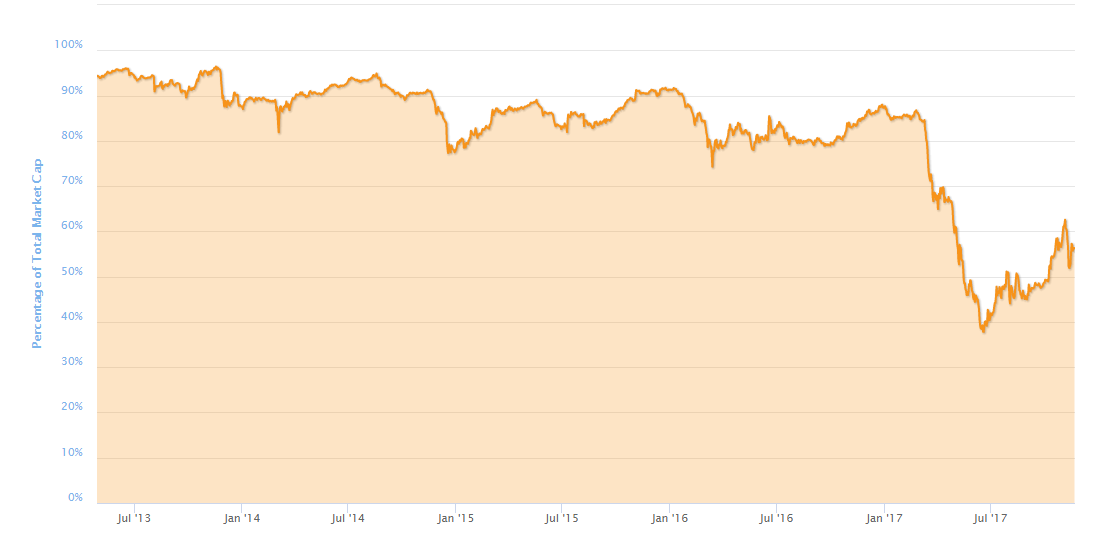 Percentage of Total Market Cap
100%
90%
80%
70%
60%
50%
40%
30%
20%
10%
0%
Jul '13
Jan '14
Jul '14
Jan '15
Jul '15
Jan '16
Jul '16
Jan '17
Jul '17